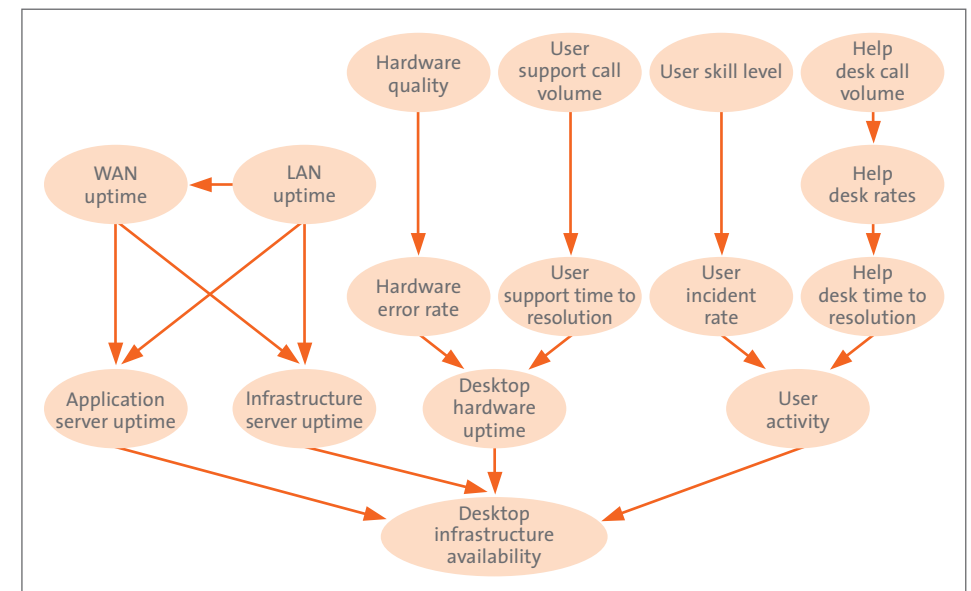 Hardware
quality
User
support call
volume
User skill level
Help
desk call
volume
WAN
uptime
LAN
uptime
Help
desk rates
Hardware
error rate
User
support time to
resolution
User
incident
rate
Help
desk time to
resolution
Application
server uptime
Infrastructure
server uptime
Desktop
hardware
uptime
User
activity
Desktop
infrastructure
availability